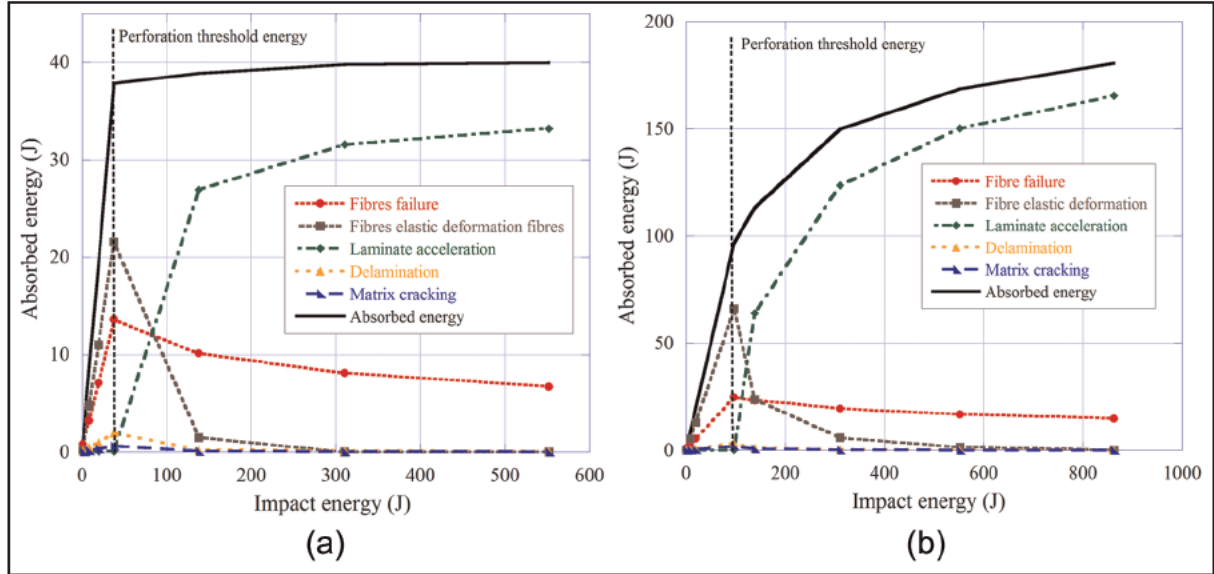 Perforation threshold energy
Absorbed energy (J)
50
40
30
20
10
0
Fibres failure
Fibres elastic deformation fibres
Laminate acceleration
Delamination
Matrix cracking
Absorbed energy
0
100
200
300
400
500
600
Impact energy (J)
(a)
Perforation threshold energy
Absorbed energy (J)
200
150
100
50
0
Fibre failure
Fibre elastic deformation
Laminate acceleration
Delamination
Matrix cracking
Absorbed energy
0
200
400
600
800
1000
Impact energy (J)
(b)